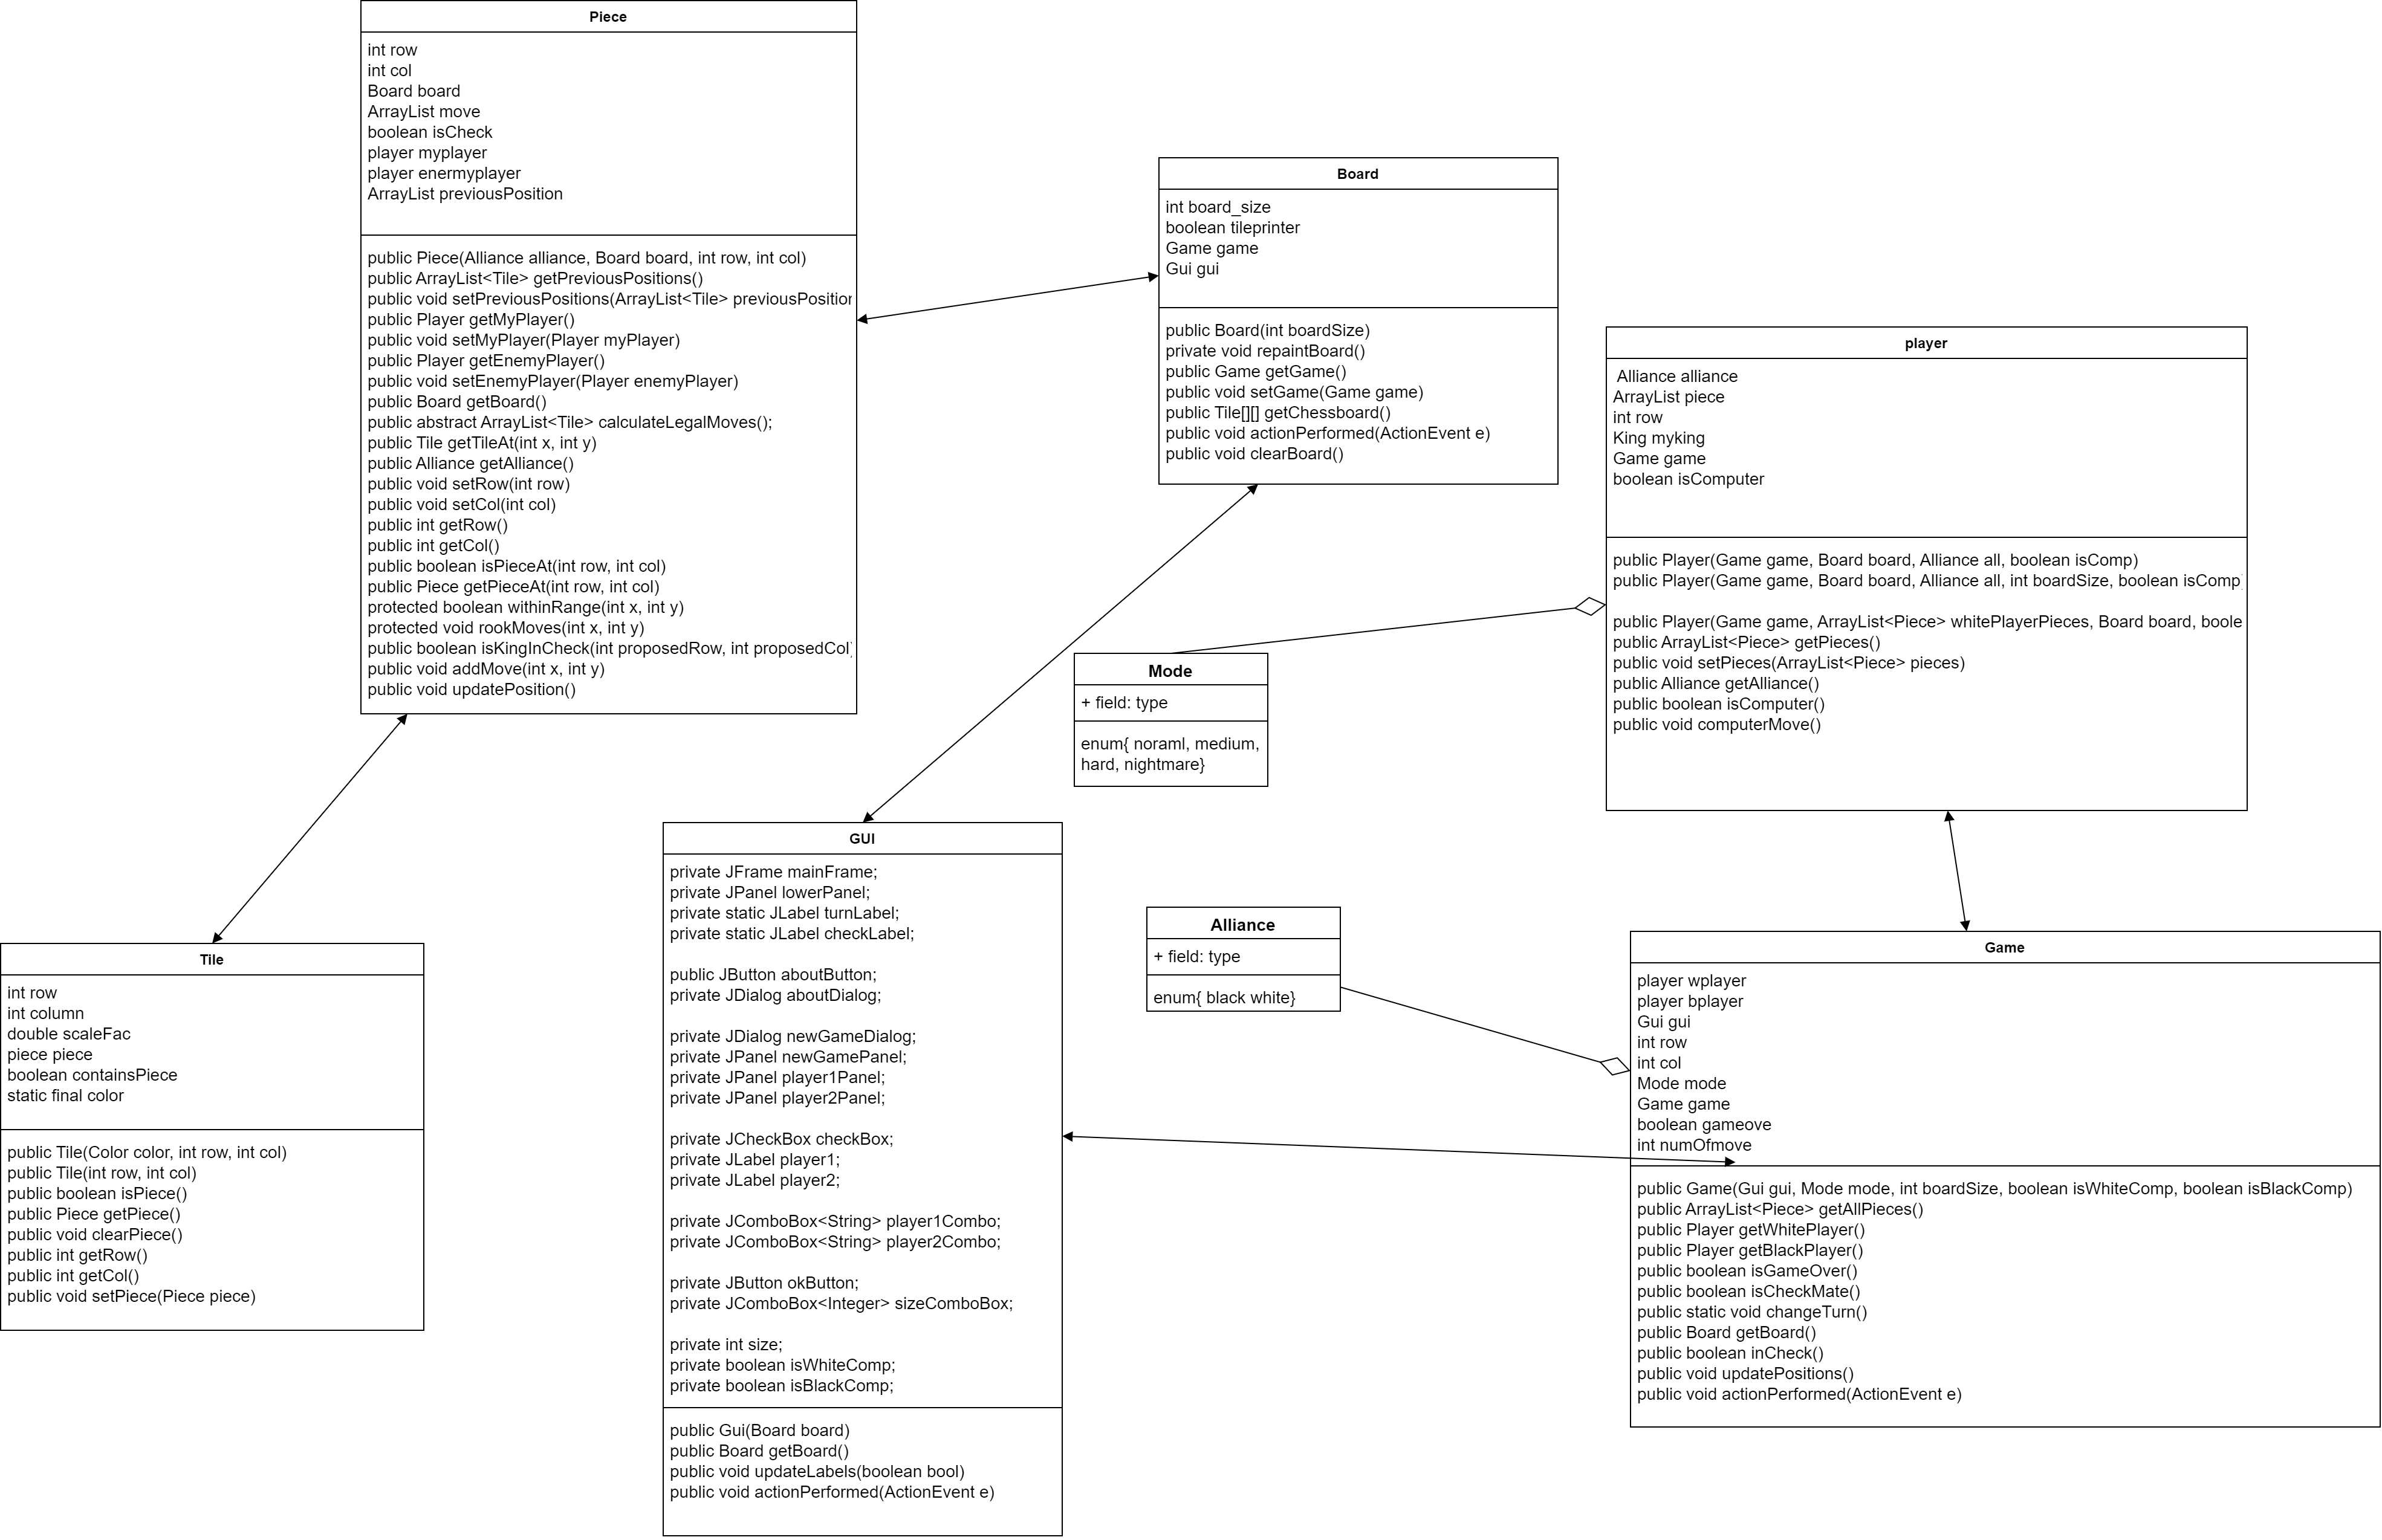 Piece
int row
int col
Board board
ArrayList move
boolean isCheck
player myplayer
player enermyplayer
ArrayList previousPosition
public Piece(Alliance alliance, Board board, int row, int col)
public ArrayList<Tile> getPreviousPositions()
public void setPreviousPositions(ArrayList<Tile> previousPosition
public Player getMyPlayer()
public void setMyPlayer(Player myPlayer)
public Player getEnemyPlayer()
public void setEnemyPlayer(Player enemyPlayer)
public Board getBoard()
public abstract ArrayList<Tile> calculateLegalMoves();
public Tile getTileAt(int x, int y)
public Alliance getAlliance()
public void setRow(int row)
public void setCol(int col)
public int getRow()
public int getCol()
public boolean isPieceAt(int row, int col)
public Piece getPieceAt(int row, int col)
protected boolean withinRange(int x, int y)
protected void rookMoves(int x, int y)
public boolean isKingInCheck(int proposedRow, int proposedCol)
public void addMove(int x, int y)
public void updatePosition()
Board
int board_size
boolean tileprinter
Game game
Gui gui
public Board(int boardSize)
private void repaintBoard()
public Game getGame()
public void setGame(Game game)
public Tile[][] getChessboard()
public void actionPerformed(ActionEvent e)
public void clearBoard()
player
Alliance alliance
ArrayList piece
int row
King myking
Game game
boolean isComputer
public Player(Game game, Board board, Alliance all, boolean isComp)
public Player(Game game, Board board, Alliance all, int boardSize, boolean isComp)
public Player(Game game, ArrayList<Piece> whitePlayerPieces, Board board, boole
public ArrayList<Piece> getPieces()
public void setPieces(ArrayList<Piece> pieces)
public Alliance getAlliance()
public boolean isComputer()
public void computerMove()
Mode
+ field: type
enum{ noraml, medium,
hard, nightmare}
GUI
private JFrame mainFrame;
private JPanel lowerPanel;
private static JLabel turnLabel;
private static JLabel checkLabel;
public JButton aboutButton;
private JDialog aboutDialog;
private JDialog newGameDialog;
private JPanel newGamePanel;
private JPanel player1Panel;
private JPanel player2Panel;
private JCheckBox checkBox;
private JLabel player1;
private JLabel player2;
private JComboBox<String> player1Combo;
private JComboBox<String> player2Combo;
private JButton okButton;
private JComboBox<Integer> sizeComboBox;
private int size;
private boolean isWhiteComp;
private boolean isBlackComp;
public Gui(Board board)
public Board getBoard()
public void updateLabels(boolean bool)
public void actionPerformed(ActionEvent e)
Alliance
+ field: type
enum{ black white}
Tile
int row
int column
double scaleFac
piece piece
boolean containsPiece
static final color
public Tile(Color color, int row, int col)
public Tile(int row, int col)
public boolean isPiece()
public Piece getPiece()
public void clearPiece()
public int getRow()
public int getCol()
public void setPiece(Piece piece)
Game
player wplayer
player bplayer
Gui gui
int row
int col
Mode mode
Game game
boolean gameove
int numOfmove
public Game(Gui gui, Mode mode, int boardSize, boolean isWhiteComp, boolean isBlackComp)
public ArrayList<Piece> getAllPieces()
public Player getWhitePlayer()
public Player getBlackPlayer()
public boolean isGameOver()
public boolean isCheckMate()
public static void changeTurn()
public Board getBoard()
public boolean inCheck()
public void updatePositions()
public void actionPerformed(ActionEvent e)